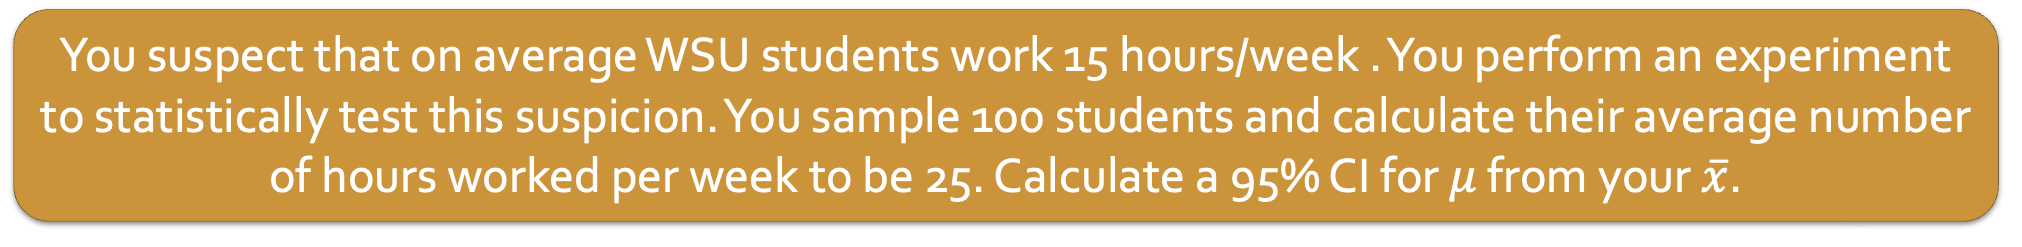 You suspect that on average WSU students work 15 hours/week . You perform an experiment
to statistically test this suspicion. You sample 100 students and calculate their average number
of hours worked per week to be 25. Calculate a 95% CI for μ from your x̄.